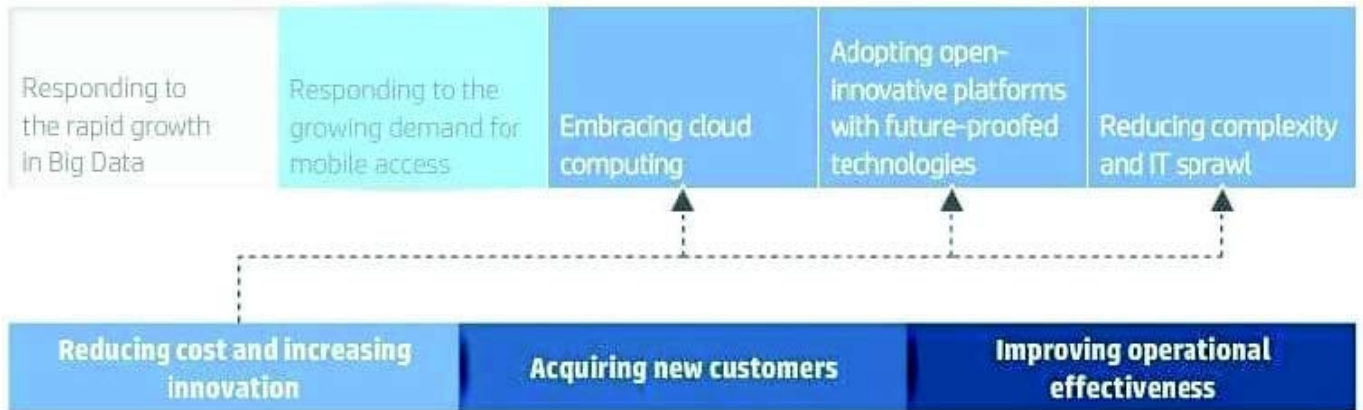 Responding to
the rapid growth
in Big Data
Responding to the
growing demand for
mobile access
Embracing cloud
computing
Adopting open-
innovative platforms
with future-proofed
technologies
Reducing complexity
and IT sprawl
Reducing cost and increasing
innovation
Acquiring new customers
Improving operational
effectiveness